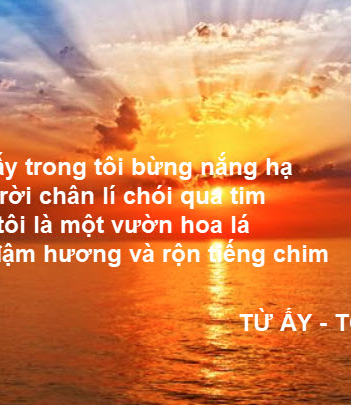 ấy trong tôi bừng nắng hạ
rời chân lí chói qua tim
tôi là một vườn hoa lá
đậm hương và rộn tiếng chim
TỪ ẤY - T